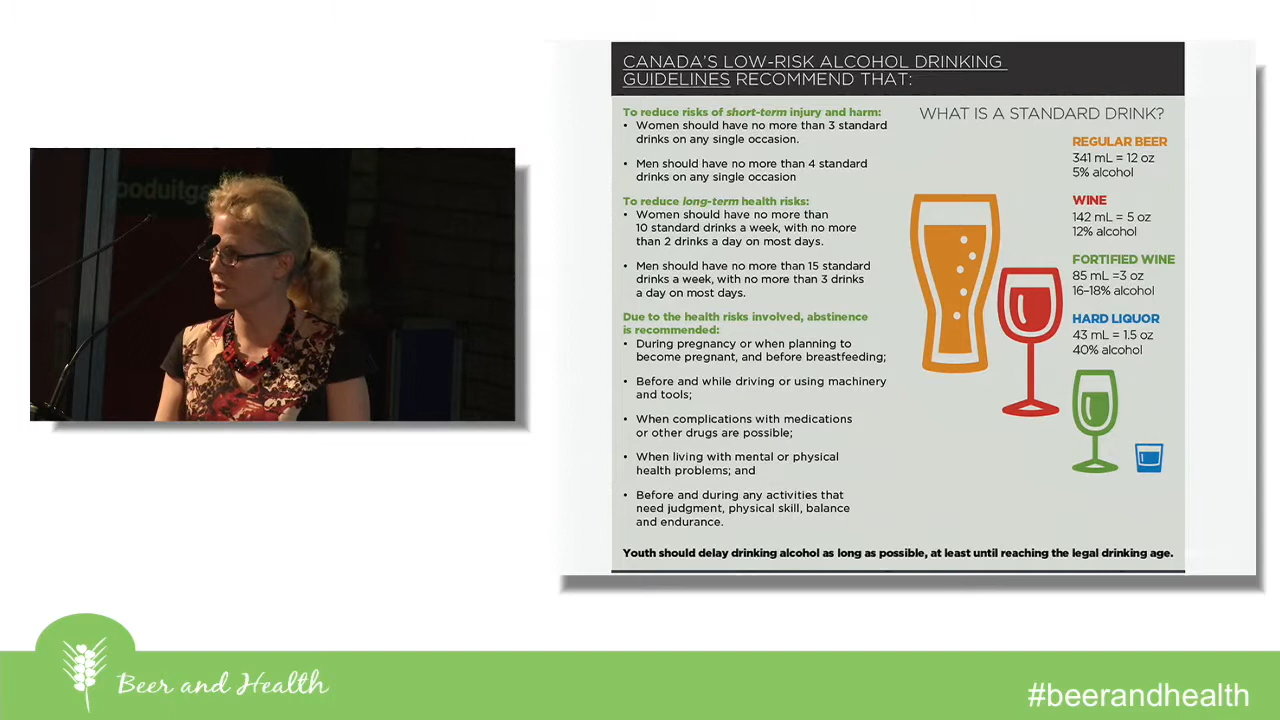 CANADA'S LOW-RISK ALCOHOL DRINKING
GUIDELINES RECOMMEND THAT:
To reduce risks of short-term injury and harm:
• Women should have no more than 3 standard
drinks on any single occasion.
• Men should have no more than 4 standard
drinks on any single occasion
To reduce long-term health risks:
• Women should have no more than
10 standard drinks a week, with no more
than 2 drinks a day on most days.
• Men should have no more than 15 standard
drinks a week, with no more than 3 drinks
a day on most days.
Due to the health risks involved, abstinence
is recommended:
• During pregnancy or when planning to
become pregnant, and before breastfeeding;
• Before and while driving or using machinery
and tools;
• When complications with medications
or other drugs are possible;
• When living with mental or physical
health problems; and
• Before and during any activities that
need judgment, physical skill, balance
and endurance.
WHAT IS A STANDARD DRINK?
REGULAR BEER
341 mL = 12 oz
5% alcohol
WINE
142 mL = 5 oz
12% alcohol
FORTIFIED WINE
85 mL =3 oz
16–18% alcohol
HARD LIQUOR
43 mL = 1.5 oz
40% alcohol
Youth should delay drinking alcohol as long as possible, at least until reaching the legal drinking age.
Beer and Health
#beerandhealth